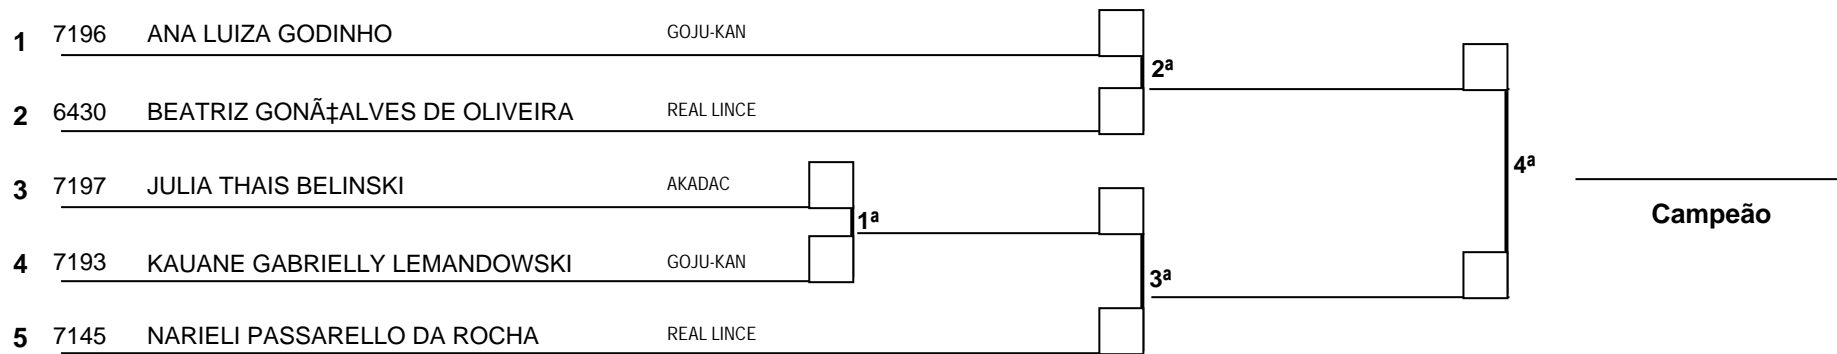 1 7196 ANA LUIZA GODINHO GOJU-KAN
2ª
2 6430 BEATRIZ GONÃ‡ALVES DE OLIVEIRA REAL LINCE
4ª
3 7197 JULIA THAIS BELINSKI AKADAC
1ª
Campeão
4 7193 KAUANE GABRIELLY LEMANDOWSKI GOJU-KAN
3ª
5 7145 NARIELI PASSARELLO DA ROCHA REAL LINCE